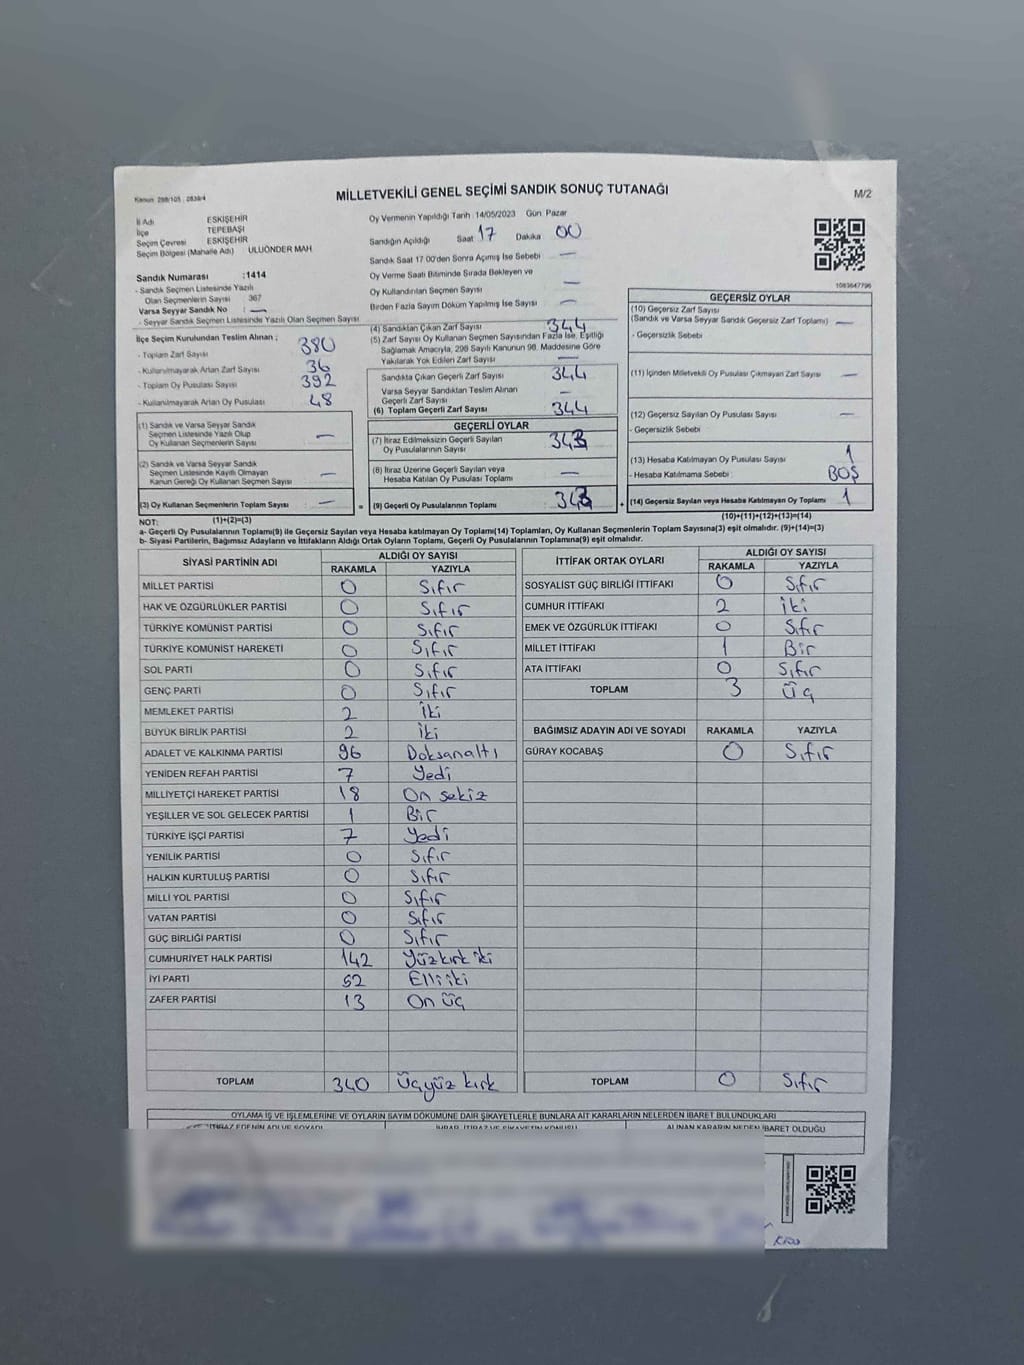 Kanun 298/105 : 2839/4
MİLLETVEKİLİ GENEL SEÇİMİ SANDIK SONUÇ TUTANAĞI
M/2
İl Adı ESKİŞEHİR
İlçe TEPEBAŞI
Seçim Çevresi ESKİŞEHİR
Seçim Bölgesi (Mahalle Adı) ULUÖNDER MAH
Sandık Numarası :1414
- Sandık Seçmen Listesinde Yazılı
Olan Seçmenlerin Sayısı 367
Varsa Seyyar Sandık No —
- Seyyar Sandık Seçmen Listesinde Yazılı Olan Seçmen Sayısı
İlçe Seçim Kurulundan Teslim Alınan ;
- Toplam Zarf Sayısı 380
- Kullanılmayarak Artan Zarf Sayısı 36
- Toplam Oy Pusulası Sayısı 392
- Kullanılmayarak Artan Oy Pusulası 48
(1) Sandık ve Varsa Seyyar Sandık
Seçmen Listesinde Yazılı Olup
Oy Kullanan Seçmenlerin Sayısı —
(2) Sandık ve Varsa Seyyar Sandık
Seçmen Listesinde Kayıtlı Olmayan
Kanun Gereği Oy Kullanan Seçmen Sayısı —
(3) Oy Kullanan Seçmenlerin Toplam Sayısı —
(1)+(2)=(3)
Oy Vermenin Yapıldığı Tarih :14/05/2023 Gün: Pazar
Sandığın Açıldığı Saat 17 Dakika 00
Sandık Saat 17 00'den Sonra Açımış İse Sebebi —
Oy Verme Saati Bitiminde Sırada Bekleyen ve
Oy Kullandırılan Seçmen Sayısı —
Birden Fazla Sayım Döküm Yapılmış İse Sayısı —
(4) Sandıktan Çıkan Zarf Sayısı 344
(5) Zarf Sayısı Oy Kullanan Seçmen Sayısından Fazla İse, Eşitliği
Sağlamak Amacıyla, 298 Sayılı Kanunun 98. Maddesine Göre
Yakılarak Yok Edilen Zarf Sayısı —
Sandıkta Çıkan Geçerli Zarf Sayısı 344
Varsa Seyyar Sandıktan Teslim Alınan
Geçerli Zarf Sayısı —
(6) Toplam Geçerli Zarf Sayısı 344
GEÇERLİ OYLAR
(7) İtiraz Edilmeksizin Geçerli Sayılan
Oy Pusulalarının Sayısı 343
(8) İtiraz Üzerine Geçerli Sayılan veya
Hesaba Katılan Oy Pusulası Toplamı —
= (9) Geçerli Oy Pusulalarının Toplamı 343 +
1083647796
GEÇERSİZ OYLAR
(10) Geçersiz Zarf Sayısı
(Sandık ve Varsa Seyyar Sandık Geçersiz Zarf Toplamı) —
- Geçersizlik Sebebi
(11) İçinden Milletvekili Oy Pusulası Çıkmayan Zarf Sayısı —
(12) Geçersiz Sayılan Oy Pusulası Sayısı —
- Geçersizlik Sebebi
(13) Hesaba Katılmayan Oy Pusulası Sayısı 1
- Hesaba Katılmama Sebebi : BOŞ
(14) Geçersiz Sayılan veya Hesaba Katılmayan Oy Toplamı 1
(10)+(11)+(12)+(13)=(14)
NOT:
a- Geçerli Oy Pusulalarının Toplamı(9) ile Geçersiz Sayılan veya Hesaba katılmayan Oy Toplamı(14) Toplamları, Oy Kullanan Seçmenlerin Toplam Sayısına(3) eşit olmalıdır. (9)+(14)=(3)
b- Siyasi Partilerin, Bağımsız Adayların ve İttifakların Aldığı Ortak Oyların Toplamı, Geçerli Oy Pusulalarının Toplamına(9) eşit olmalıdır.
SİYASİ PARTİNİN ADI ALDIĞI OY SAYISI
RAKAMLA YAZIYLA
MİLLET PARTİSİ 0 Sıfır
HAK VE ÖZGÜRLÜKLER PARTİSİ 0 Sıfır
TÜRKİYE KOMÜNİST PARTİSİ 0 Sıfır
TÜRKİYE KOMÜNİST HAREKETİ 0 Sıfır
SOL PARTİ 0 Sıfır
GENÇ PARTİ 0 Sıfır
MEMLEKET PARTİSİ 2 İki
BÜYÜK BİRLİK PARTİSİ 2 İki
ADALET VE KALKINMA PARTİSİ 96 Doksanaltı
YENİDEN REFAH PARTİSİ 7 Yedi
MİLLİYETÇİ HAREKET PARTİSİ 18 On sekiz
YEŞİLLER VE SOL GELECEK PARTİSİ 1 Bir
TÜRKİYE İŞÇİ PARTİSİ 7 Yedi
YENİLİK PARTİSİ 0 Sıfır
HALKIN KURTULUŞ PARTİSİ 0 Sıfır
MİLLİ YOL PARTİSİ 0 Sıfır
VATAN PARTİSİ 0 Sıfır
GÜÇ BİRLİĞİ PARTİSİ 0 Sıfır
CUMHURİYET HALK PARTİSİ 142 Yüzkırk iki
İYİ PARTİ 52 Elli iki
ZAFER PARTİSİ 13 On üç
TOPLAM 340 Üçyüz kırk
İTTİFAK ORTAK OYLARI ALDIĞI OY SAYISI
RAKAMLA YAZIYLA
SOSYALİST GÜÇ BİRLİĞİ İTTİFAKI 0 Sıfır
CUMHUR İTTİFAKI 2 İki
EMEK VE ÖZGÜRLÜK İTTİFAKI 0 Sıfır
MİLLET İTTİFAKI 1 Bir
ATA İTTİFAKI 0 Sıfır
TOPLAM 3 Üç
BAĞIMSIZ ADAYIN ADI VE SOYADI RAKAMLA YAZIYLA
GÜRAY KOCABAŞ 0 Sıfır
TOPLAM 0 Sıfır
OYLAMA İŞ VE İŞLEMLERİNE VE OYLARIN SAYIM DÖKÜMÜNE DAİR ŞİKAYETLERLE BUNLARA AİT KARARLARIN NELERDEN İBARET BULUNDUKLARI
İTİRAZ EDENİN ADI VE SOYADI ALINAN KARARIN NEDEN İBARET OLDUĞU